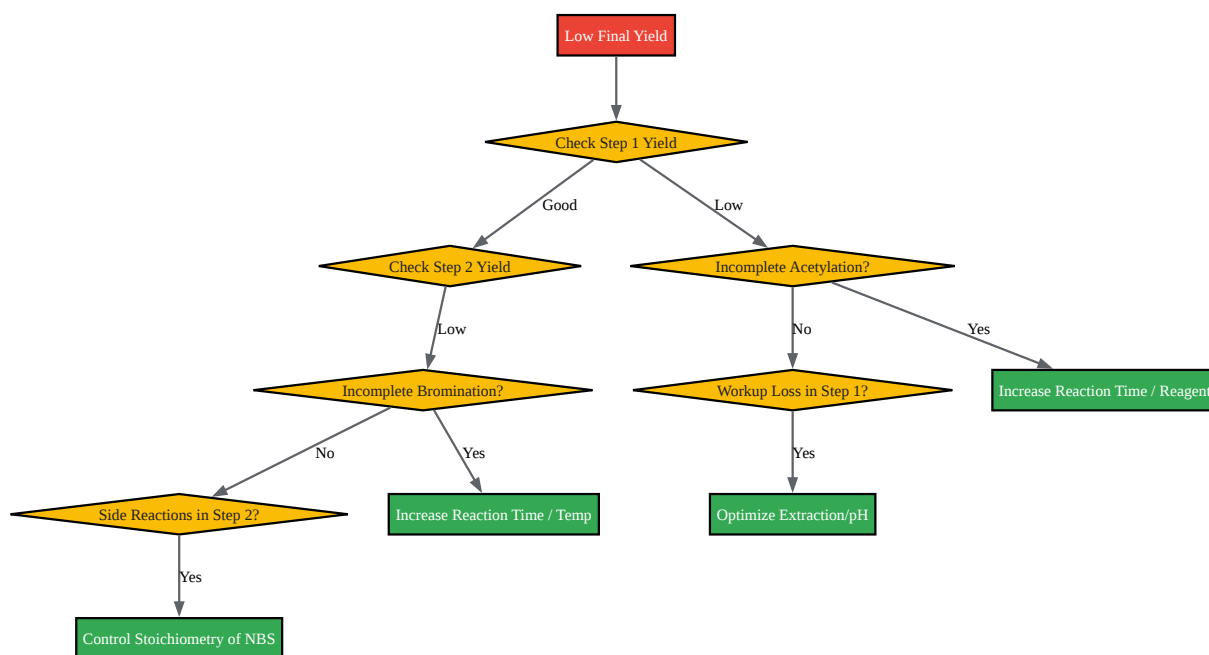 Low Final Yield
Check Step 1 Yield
Good
Low
Check Step 2 Yield
Incomplete Acetylation?
Low
No
Yes
Incomplete Bromination?
Workup Loss in Step 1?
Increase Reaction Time / Reagent
No
Yes
Yes
Side Reactions in Step 2?
Increase Reaction Time / Temp
Optimize Extraction/pH
Yes
Control Stoichiometry of NBS